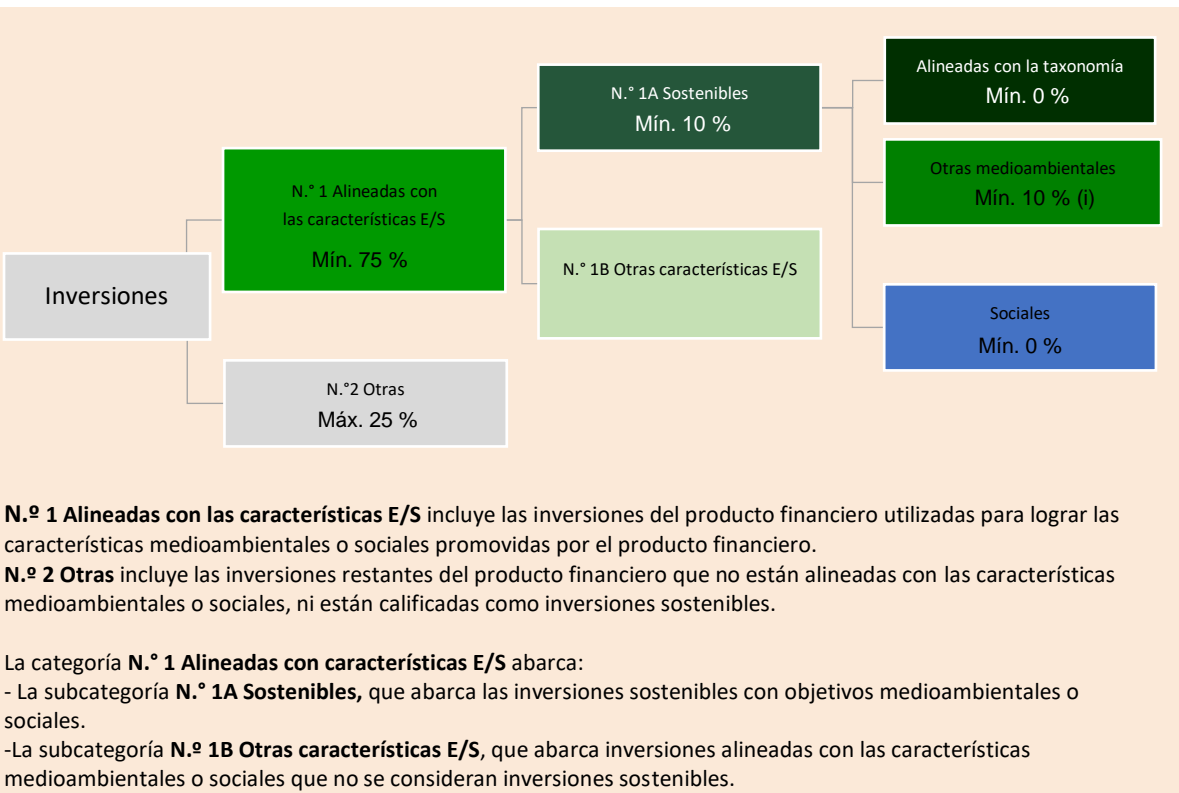 Inversiones
N.° 1 Alineadas con
las características E/S
Mín. 75 %
N.°2 Otras
Máx. 25 %
N.° 1A Sostenibles
Mín. 10 %
N.° 1B Otras características E/S
Alineadas con la taxonomía
Mín. 0 %
Otras medioambientales
Mín. 10 % (i)
Sociales
Mín. 0 %
N.º 1 Alineadas con las características E/S incluye las inversiones del producto financiero utilizadas para lograr las
características medioambientales o sociales promovidas por el producto financiero.
N.º 2 Otras incluye las inversiones restantes del producto financiero que no están alineadas con las características
medioambientales o sociales, ni están calificadas como inversiones sostenibles.
La categoría N.° 1 Alineadas con características E/S abarca:
- La subcategoría N.° 1A Sostenibles, que abarca las inversiones sostenibles con objetivos medioambientales o
sociales.
-La subcategoría N.º 1B Otras características E/S, que abarca inversiones alineadas con las características
medioambientales o sociales que no se consideran inversiones sostenibles.